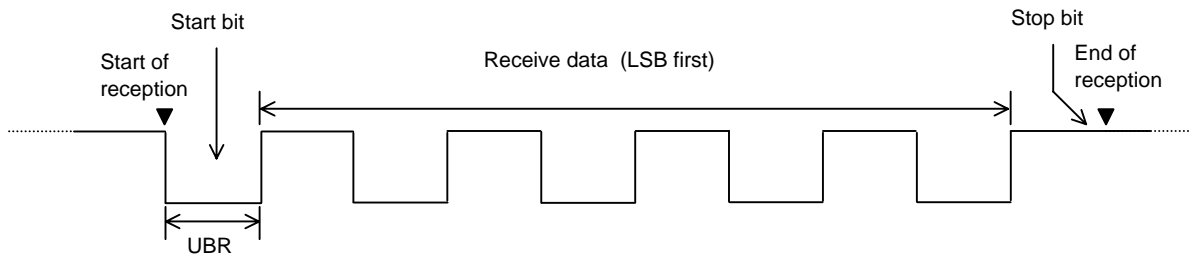 Start bit
Stop bit
Start of
reception
Receive data (LSB first)
End of
reception
UBR